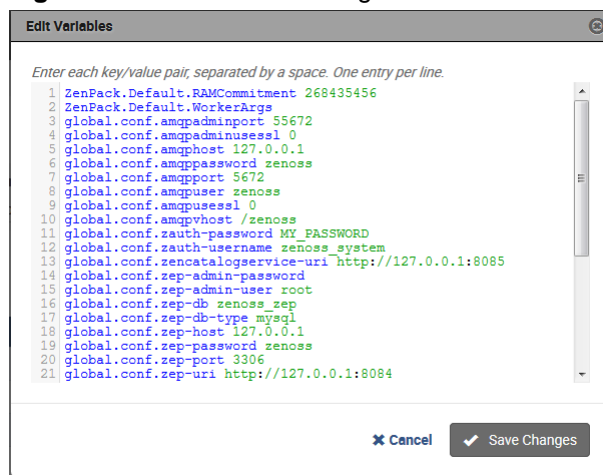 Edit Variables
Enter each key/value pair, separated by a space. One entry per line.
1 ZenPack.Default.RAMCommitment 268435456
2 ZenPack.Default.WorkerArgs
3 global.conf.amqpadminport 55672
4 global.conf.amqpadminusessl 0
5 global.conf.amqphost 127.0.0.1
6 global.conf.amqppassword zenoss
7 global.conf.amqpport 5672
8 global.conf.amqpuser zenoss
9 global.conf.amqpusessl 0
10 global.conf.amqpvhost /zenoss
11 global.conf.zauth-password MY_PASSWORD
12 global.conf.zauth-username zenoss_system
13 global.conf.zencatalogservice-uri http://127.0.0.1:8085
14 global.conf.zep-admin-password
15 global.conf.zep-admin-user root
16 global.conf.zep-db zenoss_zep
17 global.conf.zep-db-type mysql
18 global.conf.zep-host 127.0.0.1
19 global.conf.zep-password zenoss
20 global.conf.zep-port 3306
21 global.conf.zep-uri http://127.0.0.1:8084
Cancel Save Changes